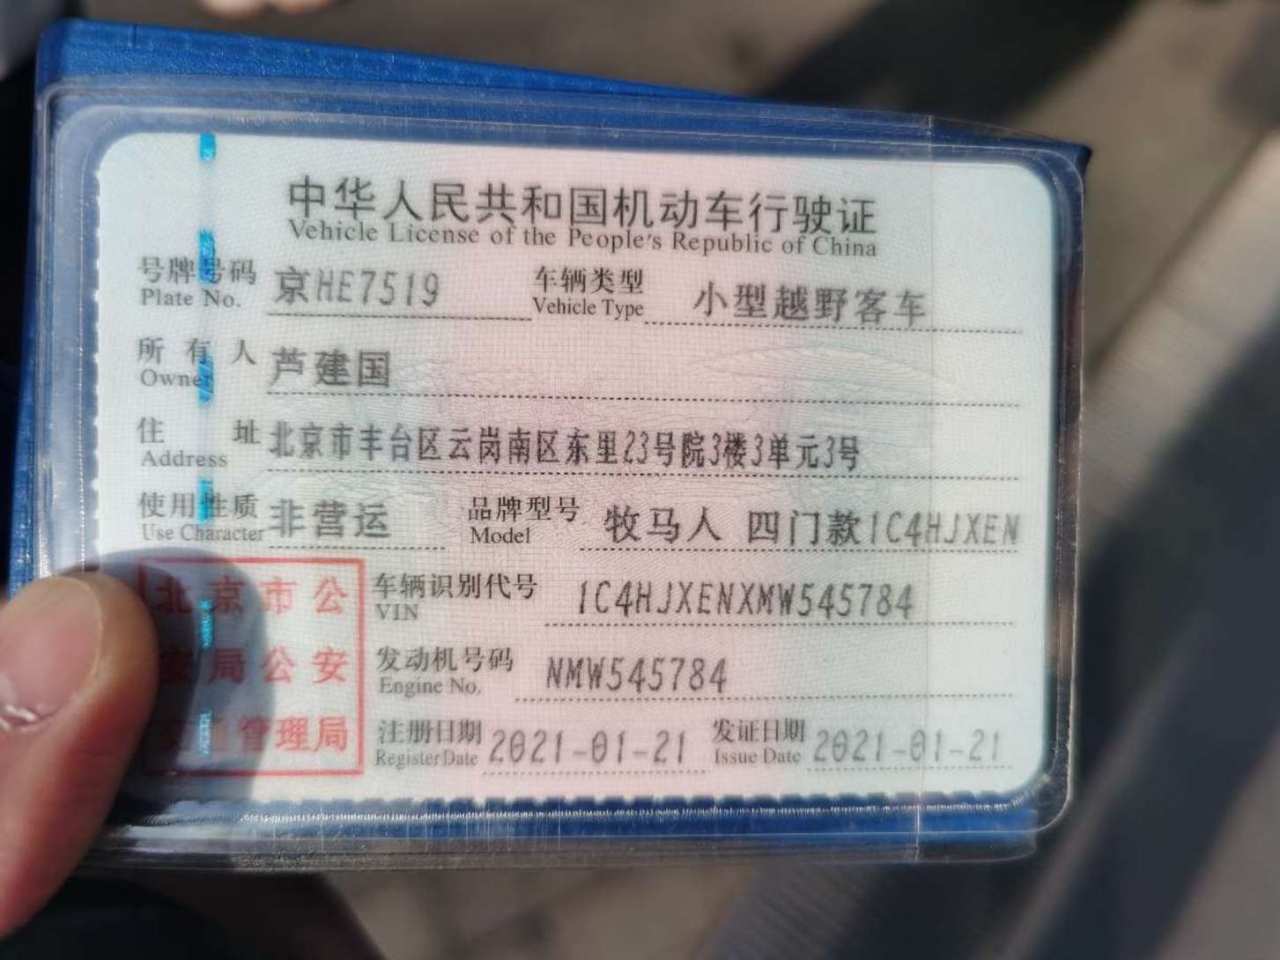 中华人民共和国机动车行驶证
Vehicle License of the People's Republic of China
号牌号码 京HE7519 车辆类型 小型越野客车
Plate No. Vehicle Type
所有人 芦建国
Owner
住址 北京市丰台区云岗南区东里23号院3楼3单元3号
Address
使用性质 非营运 品牌型号 牧马人 四门款1C4HJXEN
Use Character Model
车辆识别代号 1C4HJXENXMW545784
VIN
发动机号码 NMW545784
Engine No.
注册日期 2021-01-21 发证日期 2021-01-21
Register Date Issue Date
北京市公
安局公安
交通管理局